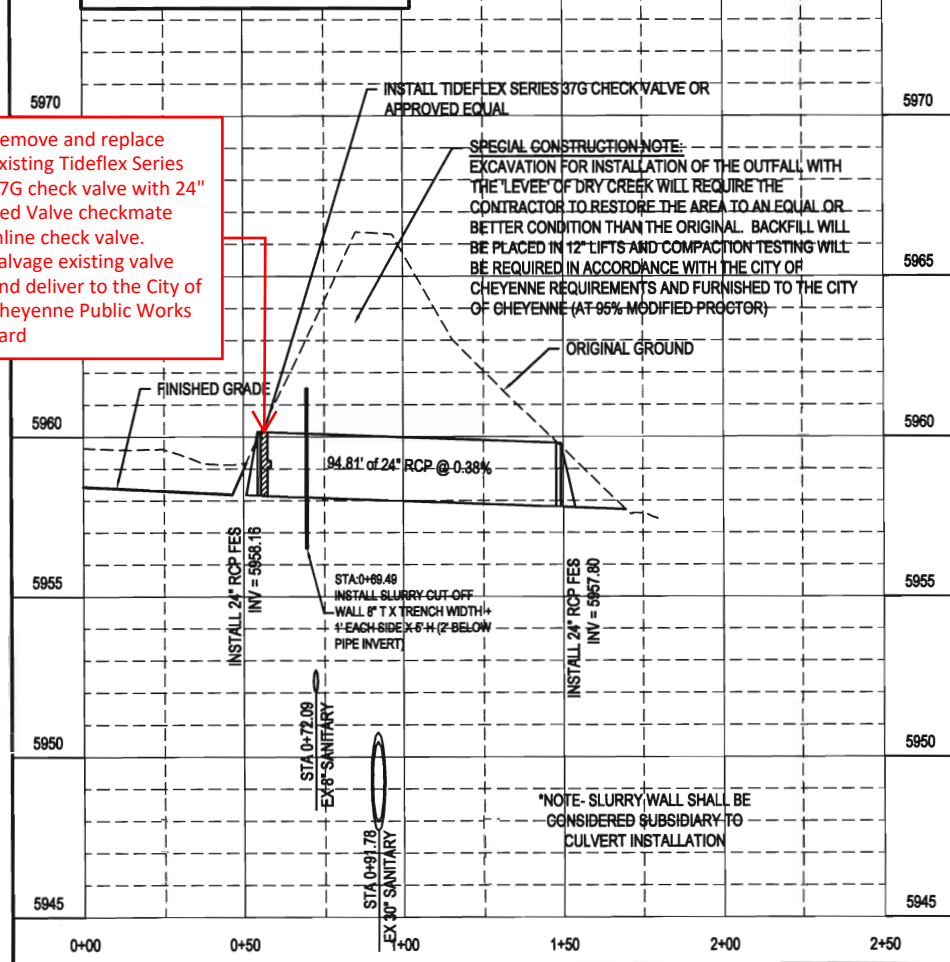 INSTALL TIDEFLEX SERIES 37G CHECK VALVE OR
APPROVED EQUAL
5970
5970
emove and replace
xisting Tideflex Series
7G check valve with 24"
ed Valve checkmate
nline check valve.
alvage existing valve
nd deliver to the City of
heyenne Public Works
ard
SPECIAL CONSTRUCTION NOTE:
EXCAVATION FOR INSTALLATION OF THE OUTFALL WITH
THE 'LEVEE' OF DRY CREEK WILL REQUIRE THE
CONTRACTOR TO RESTORE THE AREA TO AN EQUAL OR
BETTER CONDITION THAN THE ORIGINAL. BACKFILL WILL
BE PLACED IN 12" LIFTS AND COMPACTION TESTING WILL
BE REQUIRED IN ACCORDANCE WITH THE CITY OF
CHEYENNE REQUIREMENTS AND FURNISHED TO THE CITY
OF CHEYENNE (AT 95% MODIFIED PROCTOR)
5965
ORIGINAL GROUND
FINISHED GRADE
5960
5960
94.81' of 24" RCP @ 0.38%
INSTALL 24" RCP FES
INV = 5958.16
STA:0+69.49
INSTALL SLURRY CUT OFF
WALL 8" T X TRENCH WIDTH +
1' EACH SIDE X 6' H (2' BELOW
PIPE INVERT)
INSTALL 24" RCP FES
INV = 5957.80
5955
5955
STA 0+72.09
EX 8" SANITARY
5950
5950
STA 0+91.78
EX 30" SANITARY
*NOTE- SLURRY WALL SHALL BE
CONSIDERED SUBSIDIARY TO
CULVERT INSTALLATION
5945
5945
0+00
0+50
1+00
1+50
2+00
2+50